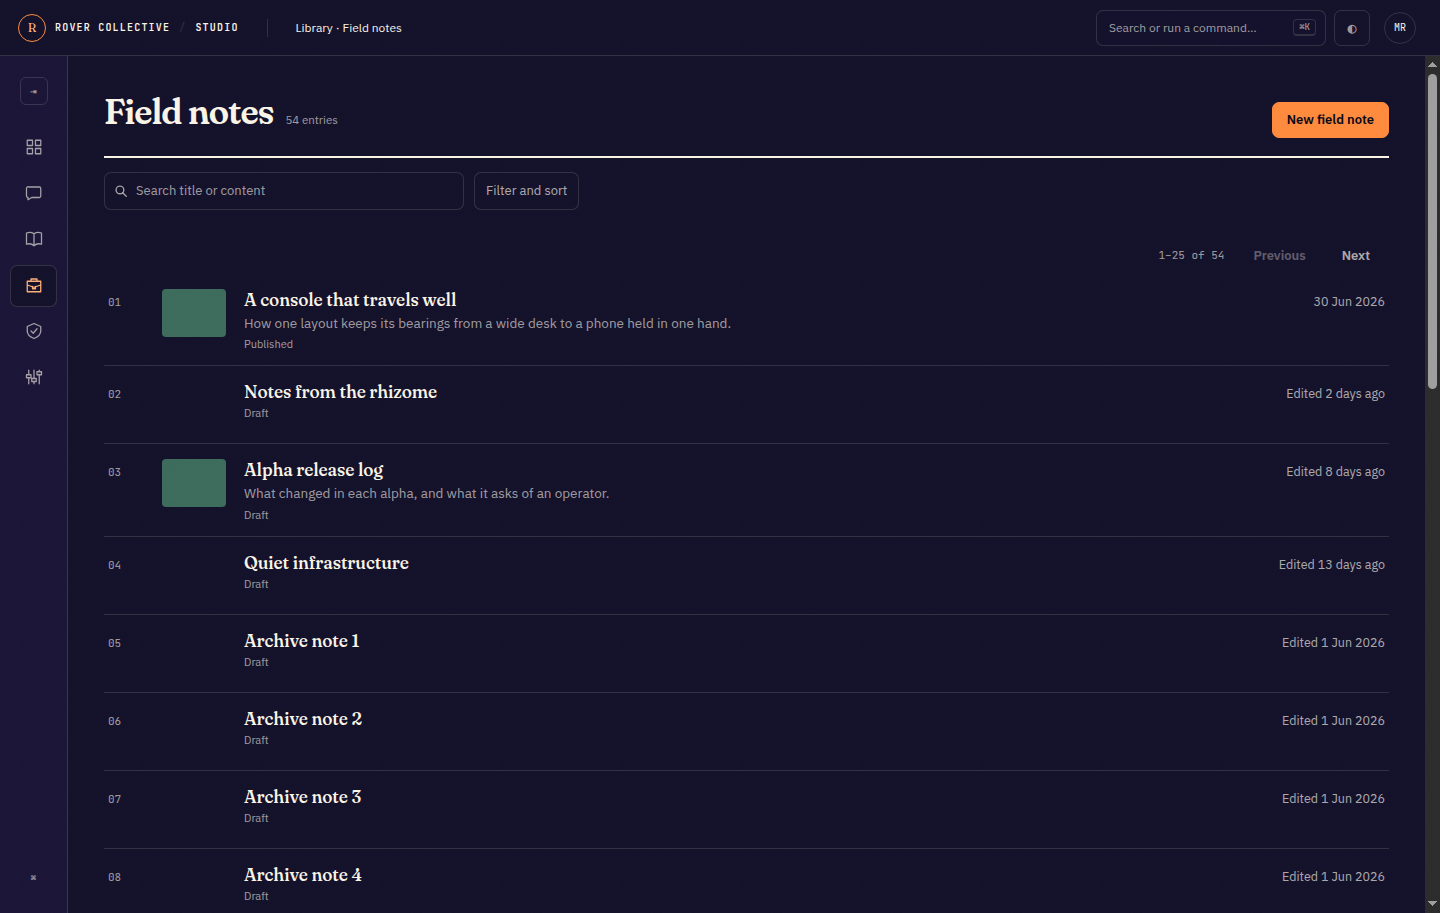 R ROVER COLLECTIVE / STUDIO Library · Field notes Search or run a command... ⌘K MR
Field notes 54 entries New field note
Search title or content Filter and sort
1–25 of 54 Previous Next
01 A console that travels well 30 Jun 2026
How one layout keeps its bearings from a wide desk to a phone held in one hand.
Published
02 Notes from the rhizome Edited 2 days ago
Draft
03 Alpha release log Edited 8 days ago
What changed in each alpha, and what it asks of an operator.
Draft
04 Quiet infrastructure Edited 13 days ago
Draft
05 Archive note 1 Edited 1 Jun 2026
Draft
06 Archive note 2 Edited 1 Jun 2026
Draft
07 Archive note 3 Edited 1 Jun 2026
Draft
08 Archive note 4 Edited 1 Jun 2026
⌘
Draft